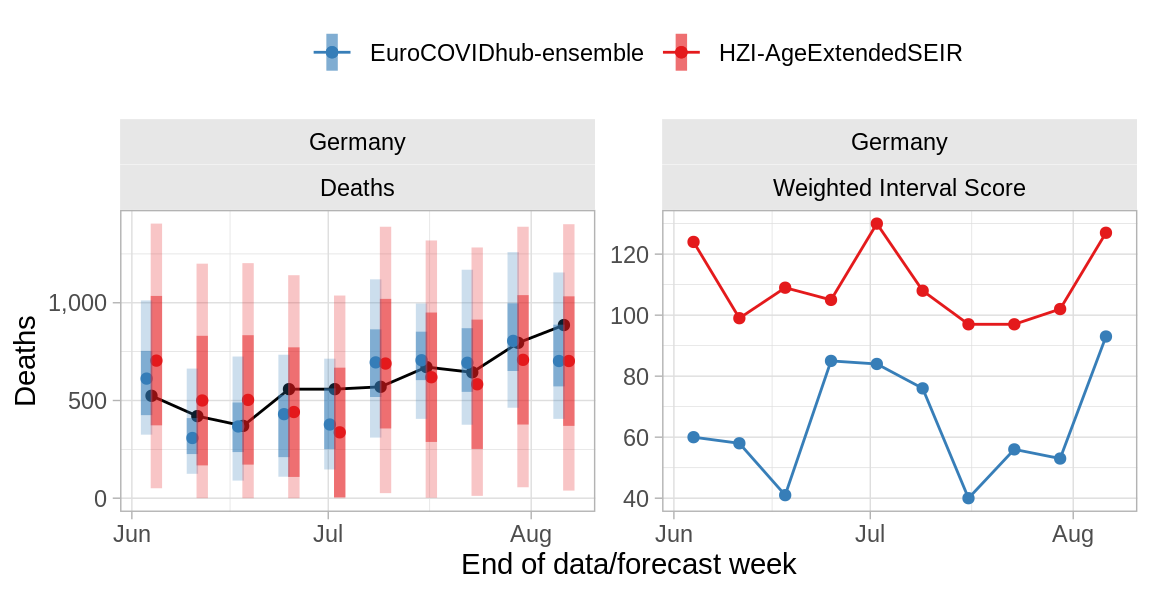 EuroCOVIDhub-ensemble HZI-AgeExtendedSEIR
Germany Germany
Deaths Weighted Interval Score
Deaths
1,000
500
0
120
100
80
60
40
Jun Jul Aug Jun Jul Aug
End of data/forecast week